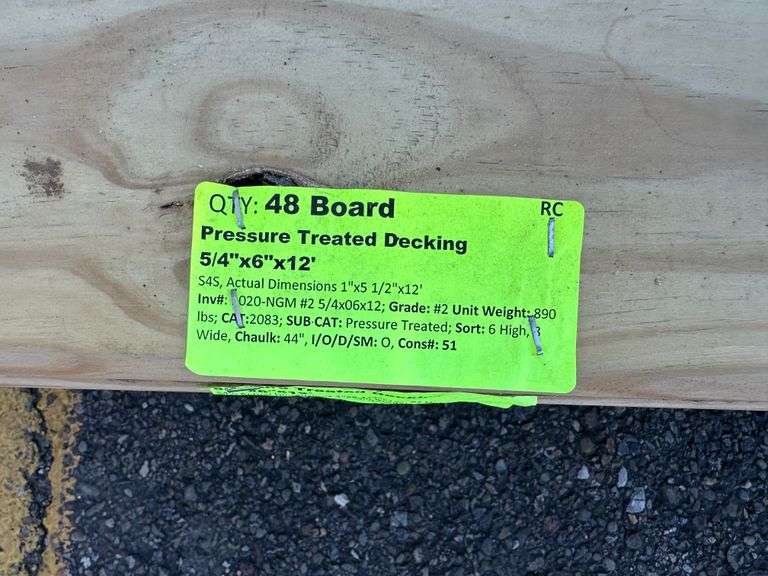 QTY: 48 Board RC
Pressure Treated Decking
5/4"x6"x12'
S4S, Actual Dimensions 1"x5 1/2"x12'
Inv#: 020-NGM #2 5/4x06x12; Grade: #2 Unit Weight: 890
lbs; CAT:2083; SUB CAT: Pressure Treated; Sort: 6 High,
Wide, Chaulk: 44", I/O/D/SM: O, Cons#: 51